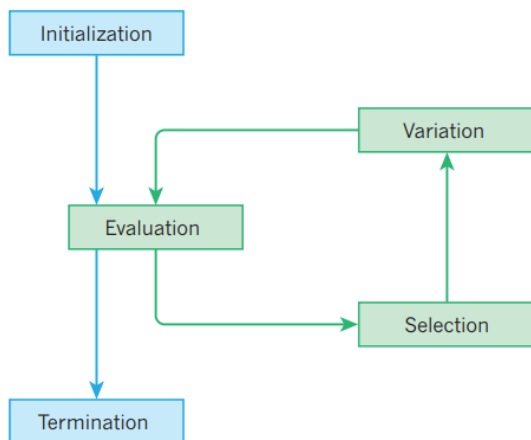 Initialization
Variation
Evaluation
Selection
Termination